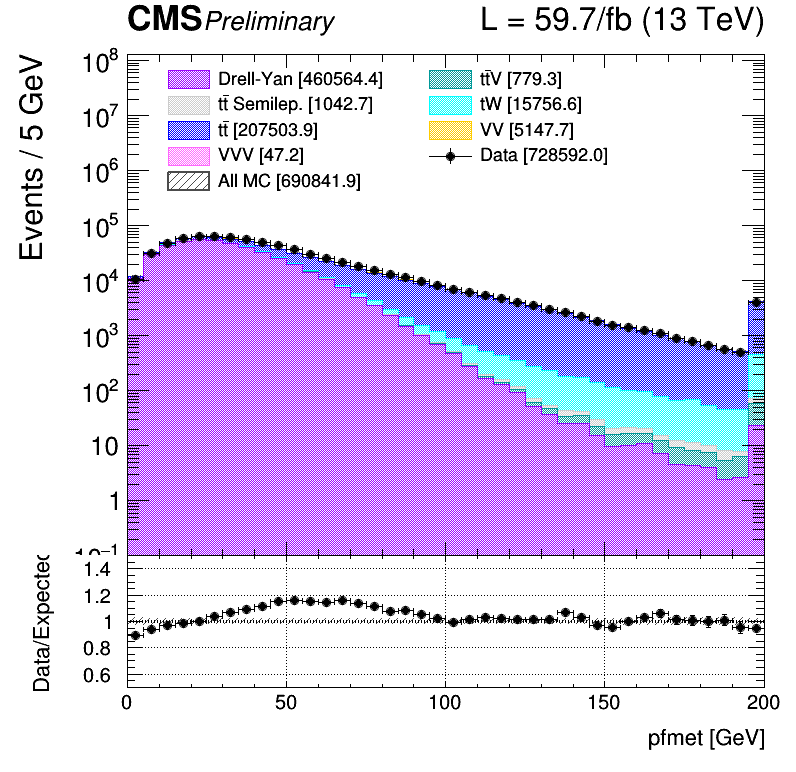 CMS Preliminary L = 59.7/fb (13 TeV)
Events / 5 GeV
10⁸
10⁷
10⁶
10⁵
10⁴
10³
10²
10
1
10⁻¹
Drell-Yan [460564.4]
tt̄ Semilep. [1042.7]
tt̄ [207503.9]
VVV [47.2]
All MC [690841.9]
tt̄V [779.3]
tW [15756.6]
VV [5147.7]
Data [728592.0]
Data/Expected
1.4
1.2
1
0.8
0.6
0 50 100 150 200
pfmet [GeV]